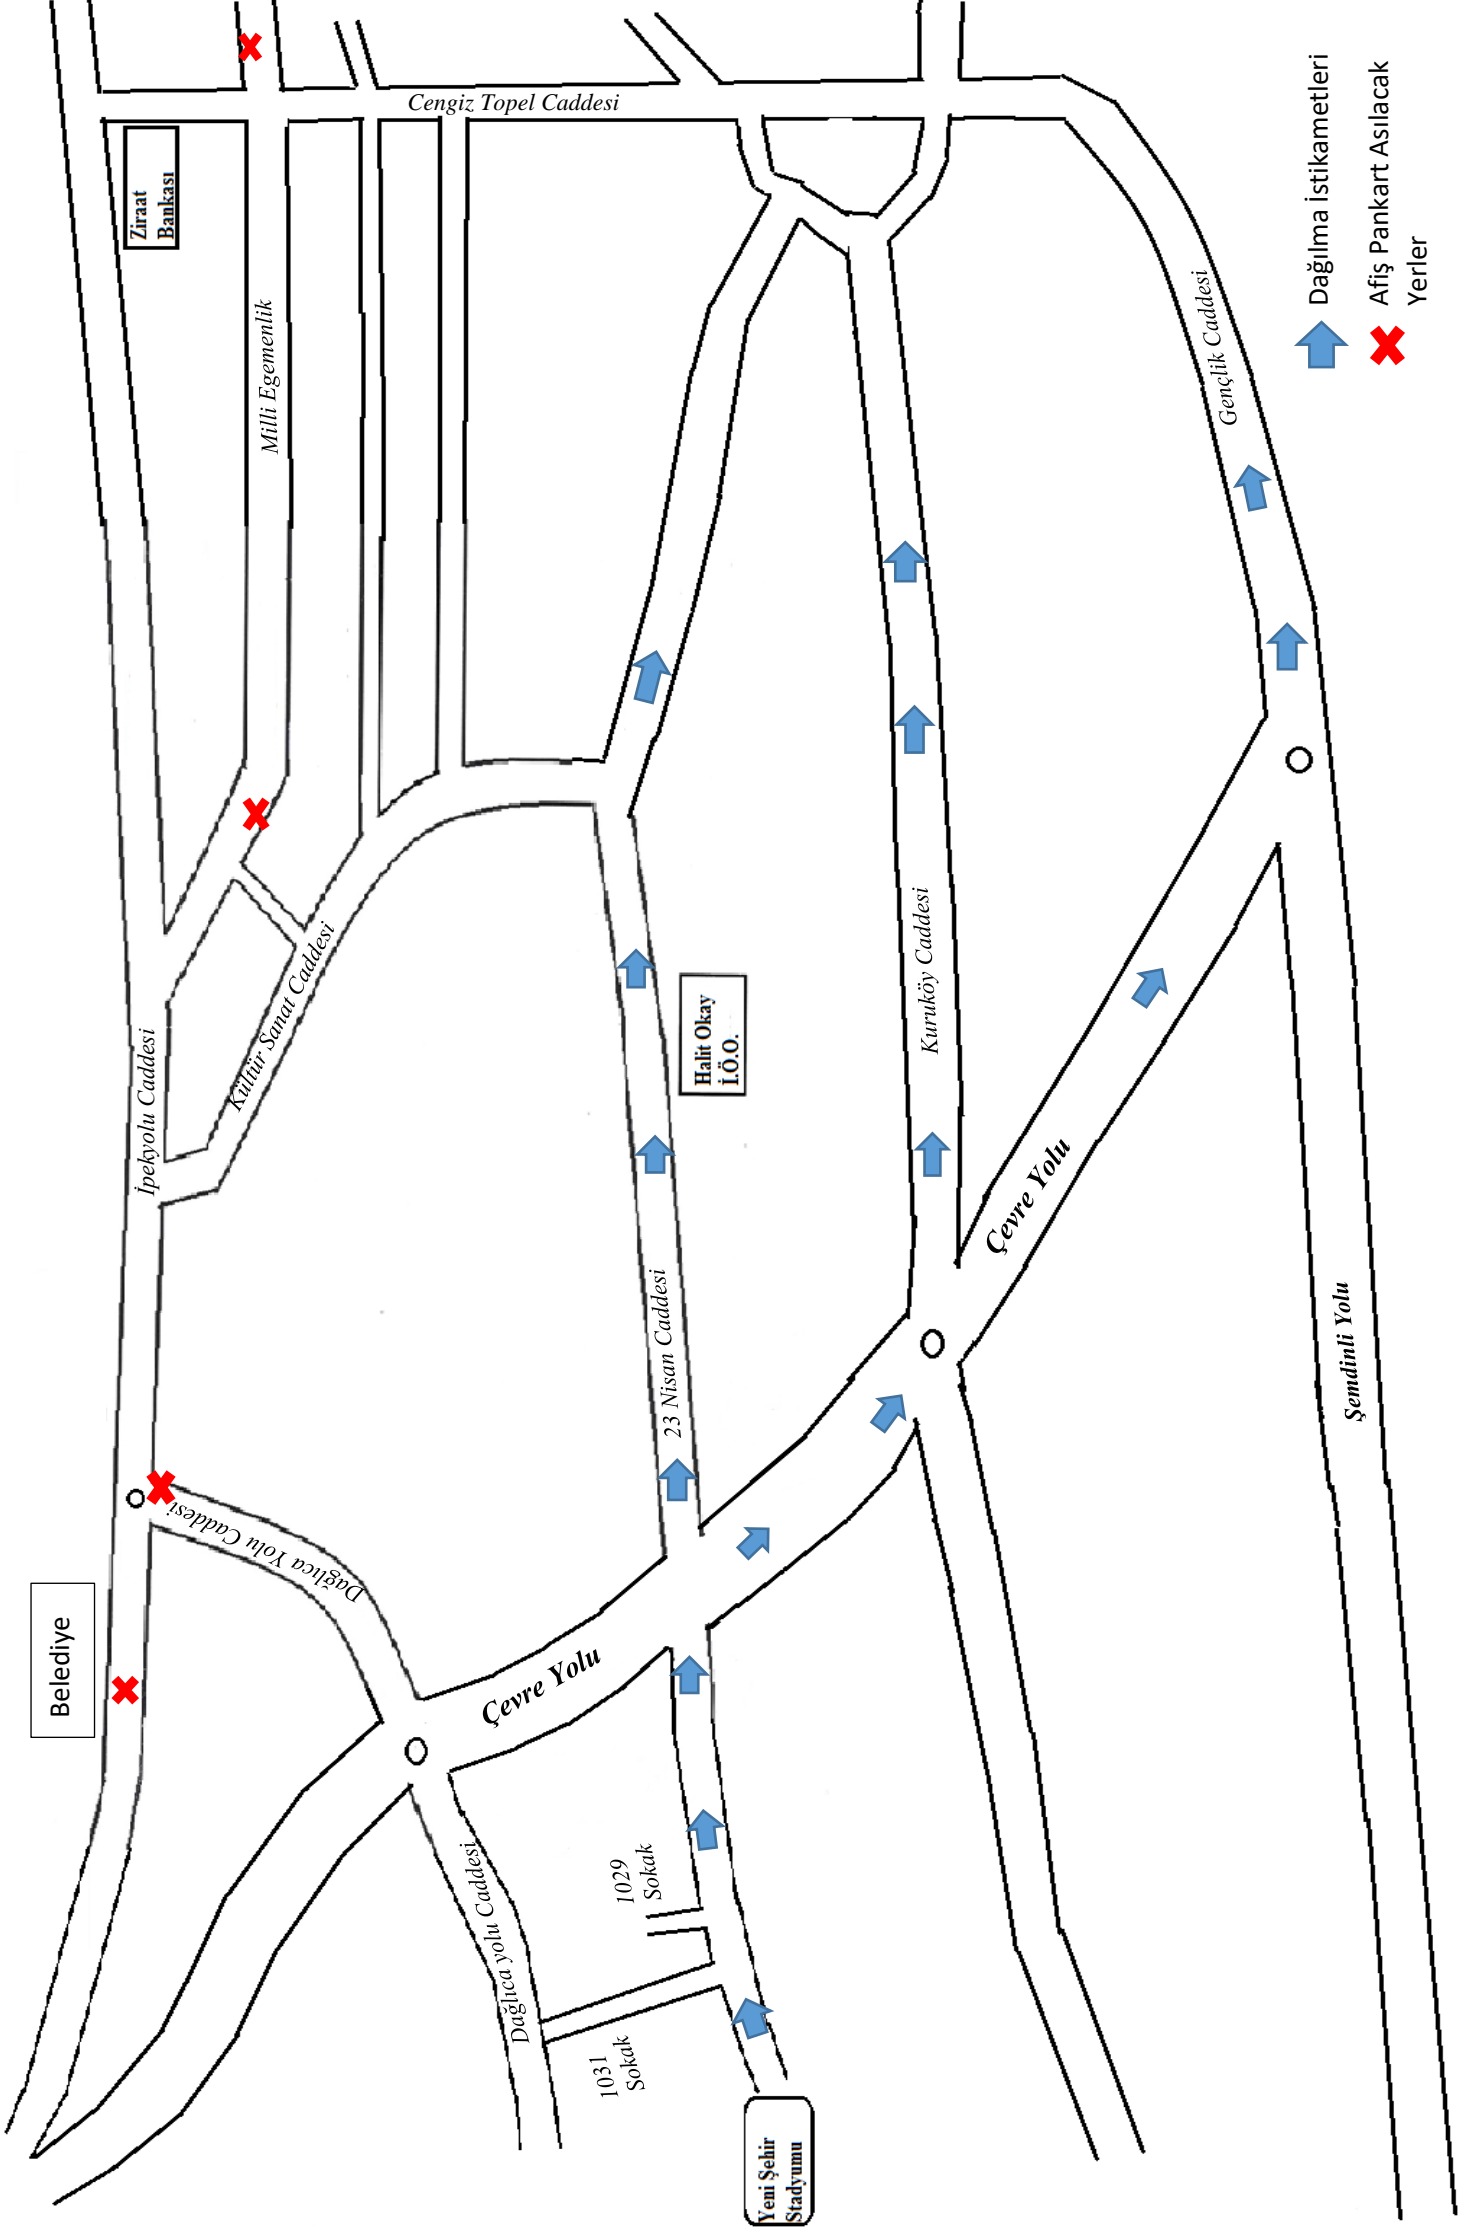 Cengiz Topel Caddesi
Ziraat
Bankası
Milli Egemenlik
Kültür Sanat Caddesi
İpekyolu Caddesi
Gençlik Caddesi
Dağılma İstikametleri
Afiş Pankart Asılacak
Yerler
Kuruköy Caddesi
Halit Okay
İ.Ö.O.
23 Nisan Caddesi
Çevre Yolu
Şemdinli Yolu
Dağlıca Yolu Caddesi
Belediye
Çevre Yolu
Dağlıca yolu Caddesi
1029
Sokak
1031
Sokak
Yeni Şehir
Stadyumu